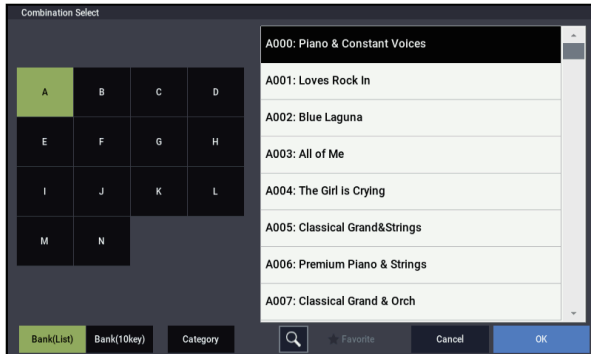 Combination Select
A B C D
E F G H
I J K L
M N
A000: Piano & Constant Voices
A001: Loves Rock In
A002: Blue Laguna
A003: All of Me
A004: The Girl is Crying
A005: Classical Grand&Strings
A006: Premium Piano & Strings
A007: Classical Grand & Orch
Bank(List) Bank(10key) Category Favorite Cancel OK